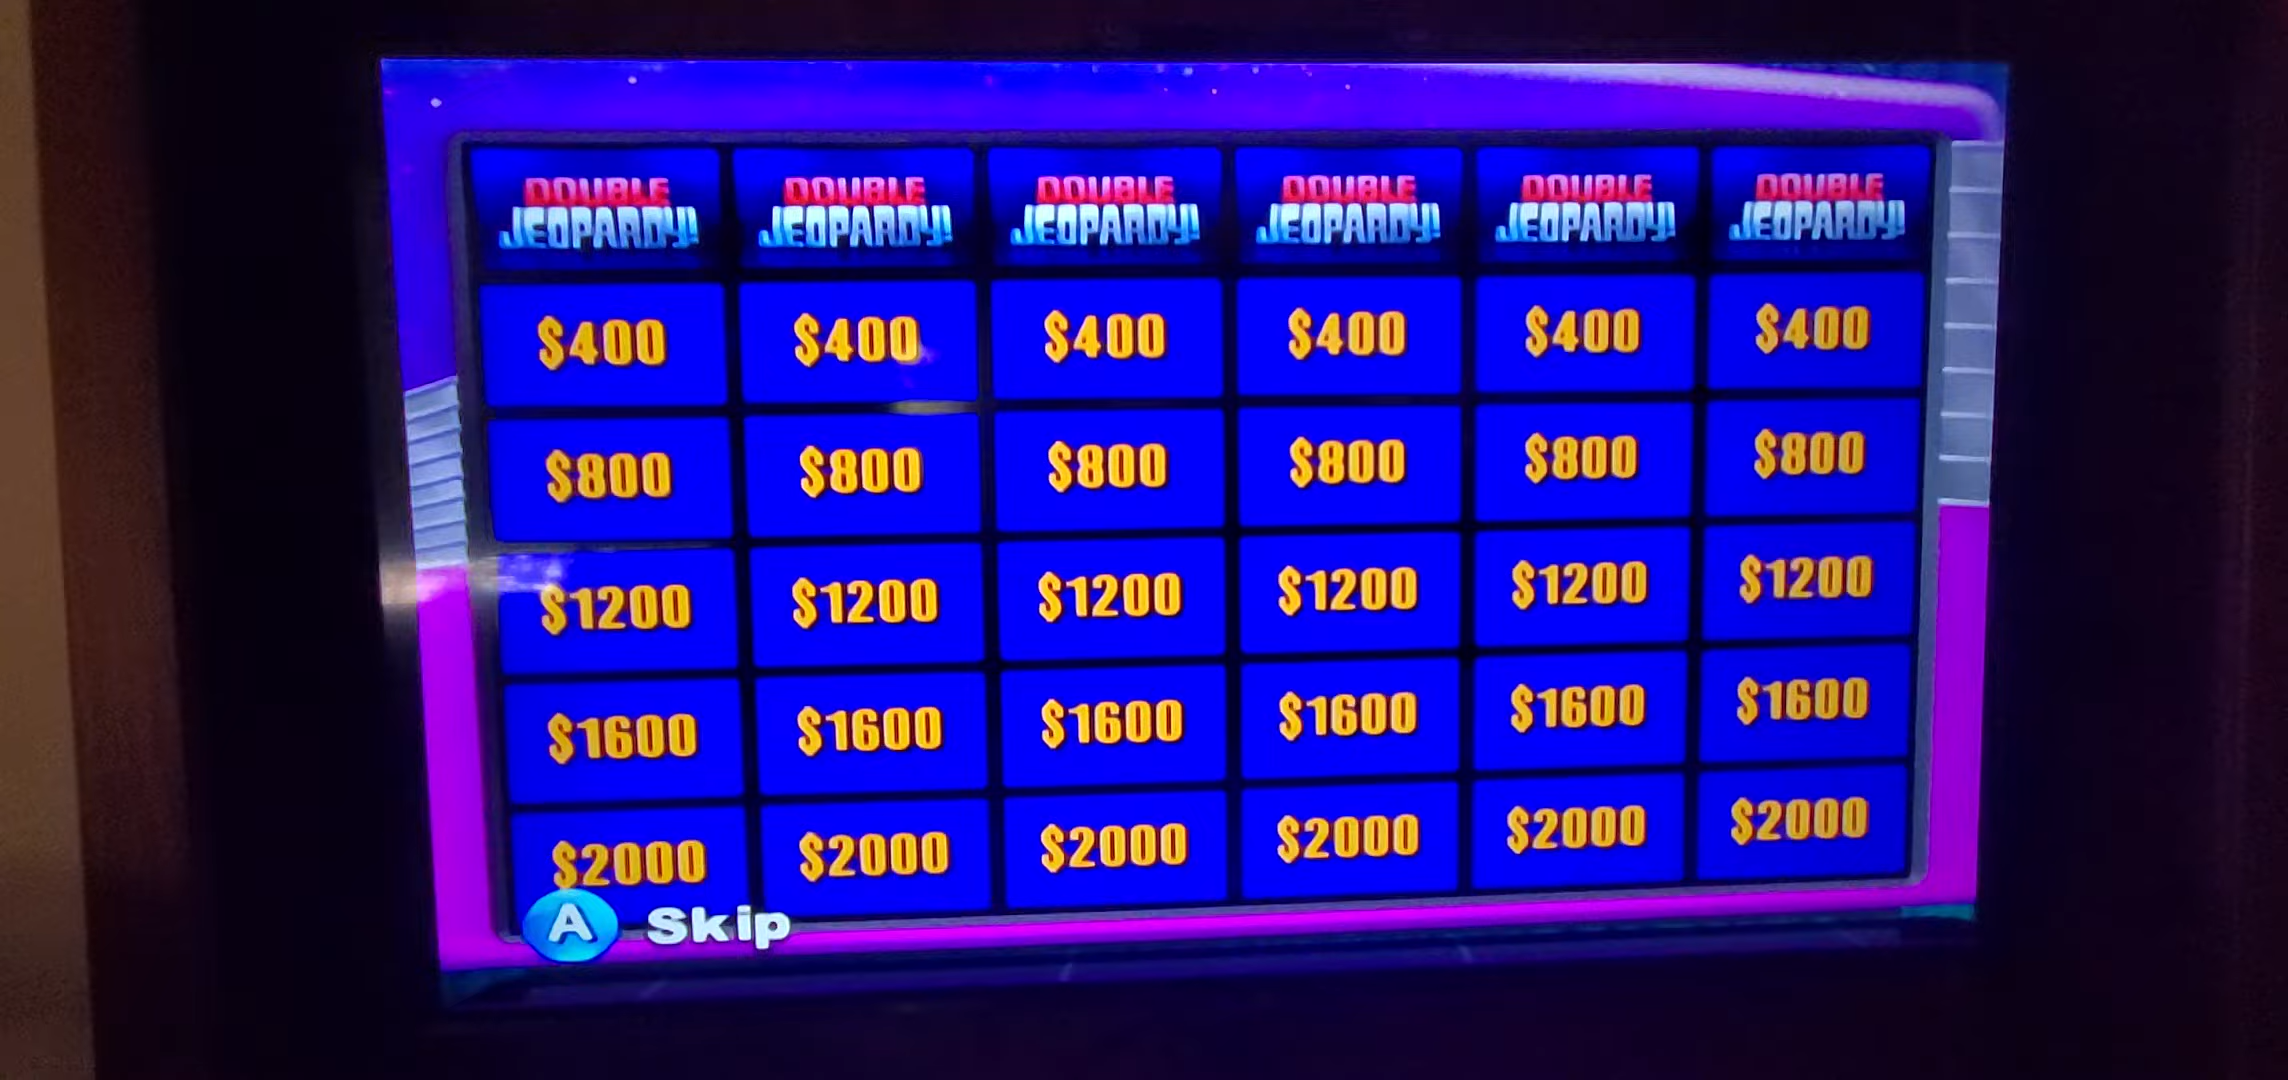 DOUBLE JEOPARDY! DOUBLE JEOPARDY! DOUBLE JEOPARDY! DOUBLE JEOPARDY! DOUBLE JEOPARDY! DOUBLE JEOPARDY!
$400 $400 $400 $400 $400 $400
$800 $800 $800 $800 $800 $800
$1200 $1200 $1200 $1200 $1200 $1200
$1600 $1600 $1600 $1600 $1600 $1600
$2000 $2000 $2000 $2000 $2000 $2000
A Skip